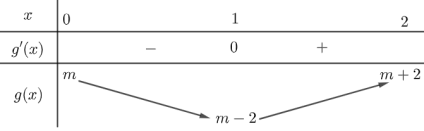 x 0 1 2
g′(x) − 0 +
m m + 2
g(x)
m − 2